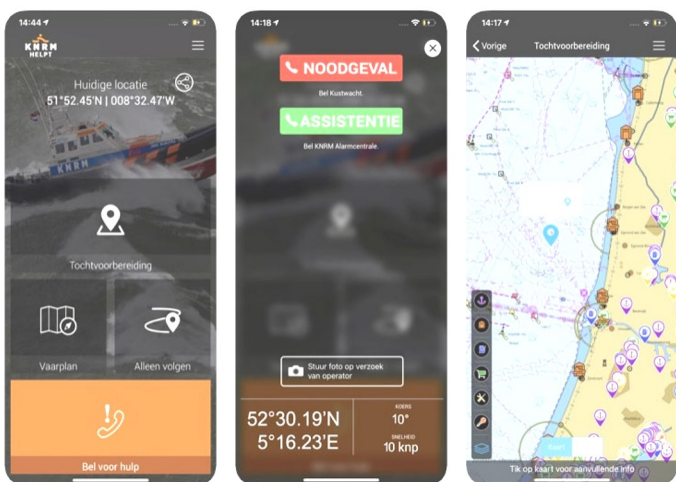 14:44
KNRM
HELPT
Huidige locatie
51°52.45'N | 008°32.47'W
KNRM
Tochtvoorbereiding
Vaarplan
Alleen volgen
Bel voor hulp
14:18
NOODGEVAL
Bel Kustwacht.
ASSISTENTIE
Bel KNRM Alarmcentrale.
Stuur foto op verzoek
van operator
52°30.19'N
5°16.23'E
KOERS
10°
SNELHEID
10 knp
14:17
Vorige
Tochtvoorbereiding
Kaart
Tik op kaart voor aanvullende info